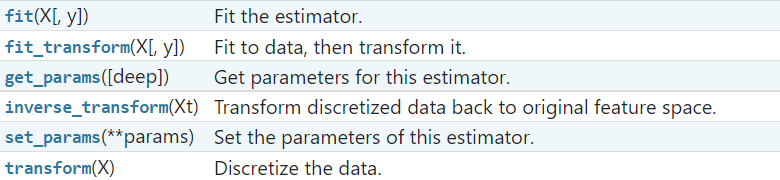 fit(X[, y]) Fit the estimator.
fit_transform(X[, y]) Fit to data, then transform it.
get_params([deep]) Get parameters for this estimator.
inverse_transform(Xt) Transform discretized data back to original feature space.
set_params(**params) Set the parameters of this estimator.
transform(X) Discretize the data.